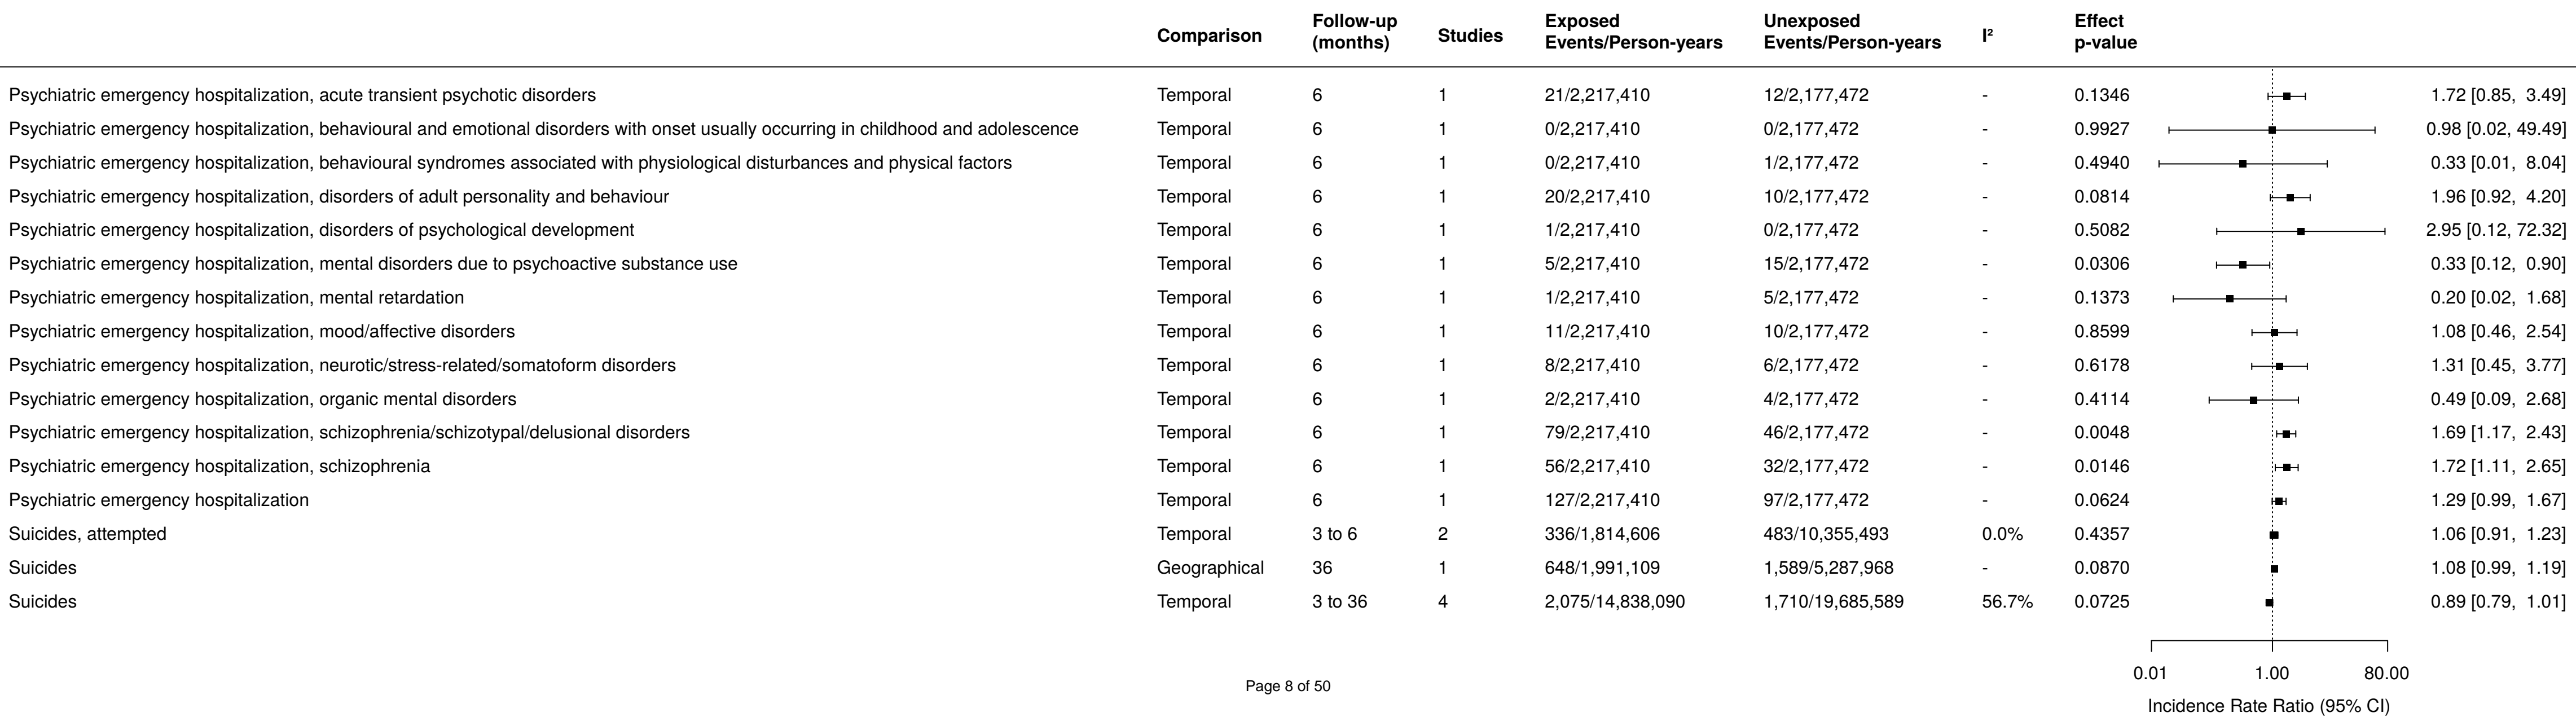 Comparison Follow-up (months) Studies Exposed Events/Person-years Unexposed Events/Person-years I² Effect p-value
Psychiatric emergency hospitalization, acute transient psychotic disorders Temporal 6 1 21/2,217,410 12/2,177,472 - 0.1346 1.72 [0.85, 3.49]
Psychiatric emergency hospitalization, behavioural and emotional disorders with onset usually occurring in childhood and adolescence Temporal 6 1 0/2,217,410 0/2,177,472 - 0.9927 0.98 [0.02, 49.49]
Psychiatric emergency hospitalization, behavioural syndromes associated with physiological disturbances and physical factors Temporal 6 1 0/2,217,410 1/2,177,472 - 0.4940 0.33 [0.01, 8.04]
Psychiatric emergency hospitalization, disorders of adult personality and behaviour Temporal 6 1 20/2,217,410 10/2,177,472 - 0.0814 1.96 [0.92, 4.20]
Psychiatric emergency hospitalization, disorders of psychological development Temporal 6 1 1/2,217,410 0/2,177,472 - 0.5082 2.95 [0.12, 72.32]
Psychiatric emergency hospitalization, mental disorders due to psychoactive substance use Temporal 6 1 5/2,217,410 15/2,177,472 - 0.0306 0.33 [0.12, 0.90]
Psychiatric emergency hospitalization, mental retardation Temporal 6 1 1/2,217,410 5/2,177,472 - 0.1373 0.20 [0.02, 1.68]
Psychiatric emergency hospitalization, mood/affective disorders Temporal 6 1 11/2,217,410 10/2,177,472 - 0.8599 1.08 [0.46, 2.54]
Psychiatric emergency hospitalization, neurotic/stress-related/somatoform disorders Temporal 6 1 8/2,217,410 6/2,177,472 - 0.6178 1.31 [0.45, 3.77]
Psychiatric emergency hospitalization, organic mental disorders Temporal 6 1 2/2,217,410 4/2,177,472 - 0.4114 0.49 [0.09, 2.68]
Psychiatric emergency hospitalization, schizophrenia/schizotypal/delusional disorders Temporal 6 1 79/2,217,410 46/2,177,472 - 0.0048 1.69 [1.17, 2.43]
Psychiatric emergency hospitalization, schizophrenia Temporal 6 1 56/2,217,410 32/2,177,472 - 0.0146 1.72 [1.11, 2.65]
Psychiatric emergency hospitalization Temporal 6 1 127/2,217,410 97/2,177,472 - 0.0624 1.29 [0.99, 1.67]
Suicides, attempted Temporal 3 to 6 2 336/1,814,606 483/10,355,493 0.0% 0.4357 1.06 [0.91, 1.23]
Suicides Geographical 36 1 648/1,991,109 1,589/5,287,968 - 0.0870 1.08 [0.99, 1.19]
Suicides Temporal 3 to 36 4 2,075/14,838,090 1,710/19,685,589 56.7% 0.0725 0.89 [0.79, 1.01]
0.01 1.00 80.00
Incidence Rate Ratio (95% CI)
Page 8 of 50